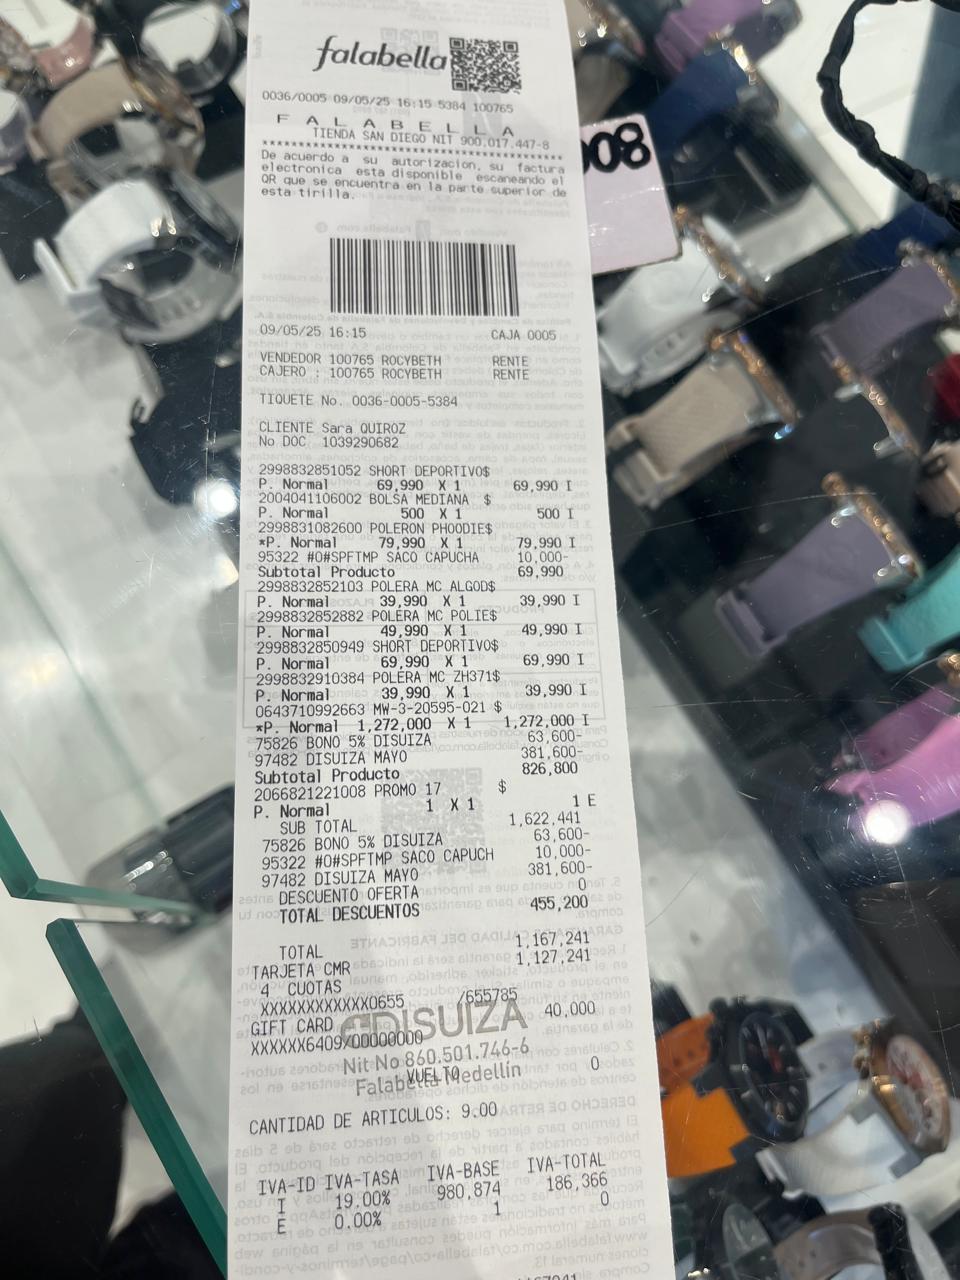 falabella
0036/0005 09/05/25 16:15 5384 100765
F A L A B E L L A
TIENDA SAN DIEGO NIT 900.017.447-8
****************************************
De acuerdo a su autorizacion, su factura
electronica esta disponible escaneando el
QR que se encuentra en la parte superior de
esta tirilla.
09/05/25 16:15 CAJA 0005
VENDEDOR 100765 ROCYBETH RENTE
CAJERO : 100765 ROCYBETH RENTE
TIQUETE No. 0036-0005-5384
CLIENTE Sara QUIROZ
No DOC 1039290682
2998832851052 SHORT DEPORTIVO$
P. Normal 69,990 X 1 69,990 I
2004041106002 BOLSA MEDIANA $
P. Normal 500 X 1 500 I
2998831082600 POLERON PHOODIE$
*P. Normal 79,990 X 1 79,990 I
95322 #0#SPFTMP SACO CAPUCHA 10,000-
Subtotal Producto 69,990
2998832852103 POLERA MC ALGOD$
P. Normal 39,990 X 1 39,990 I
2998832852882 POLERA MC POLIE$
P. Normal 49,990 X 1 49,990 I
2998832850949 SHORT DEPORTIVO$
P. Normal 69,990 X 1 69,990 I
2998832910384 POLERA MC ZH371$
P. Normal 39,990 X 1 39,990 I
0643710992663 MW-3-20595-021 $
*P. Normal 1,272,000 X 1 1,272,000 I
75826 BONO 5% DISUIZA 63,600-
97482 DISUIZA MAYO 381,600-
Subtotal Producto 826,800
2066821221008 PROMO 17 $
P. Normal 1 X 1 1 E
SUB TOTAL 1,622,441
75826 BONO 5% DISUIZA 63,600-
95322 #0#SPFTMP SACO CAPUCH 10,000-
97482 DISUIZA MAYO 381,600-
DESCUENTO OFERTA 0
TOTAL DESCUENTOS 455,200
TOTAL 1,167,241
TARJETA CMR 1,127,241
4 CUOTAS
XXXXXXXXXXXX0655 /655785
GIFT CARD 40,000
XXXXXX6409/00000000
DISUIZA
Nit No 860.501.746-6
VUELTO 0
Falabella Medellin
CANTIDAD DE ARTICULOS: 9.00
IVA-ID IVA-TASA IVA-BASE IVA-TOTAL
I 19.00% 980,874 186,366
E 0.00% 1 0